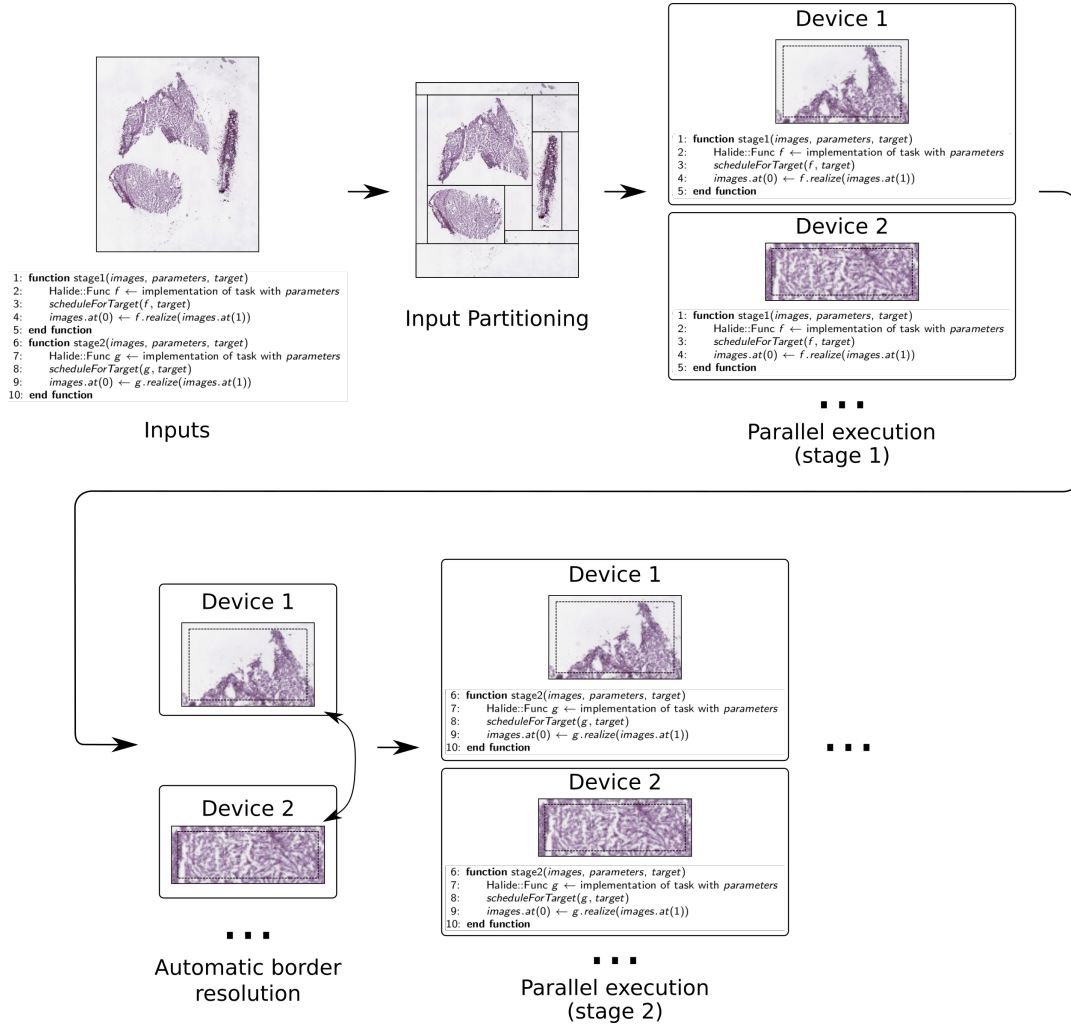 1: function stage1(images, parameters, target)
2: Halide::Func f ← implementation of task with parameters
3: scheduleForTarget(f, target)
4: images.at(0) ← f.realize(images.at(1))
5: end function
6: function stage2(images, parameters, target)
7: Halide::Func g ← implementation of task with parameters
8: scheduleForTarget(g, target)
9: images.at(0) ← g.realize(images.at(1))
10: end function
Inputs
Input Partitioning
Device 1
1: function stage1(images, parameters, target)
2: Halide::Func f ← implementation of task with parameters
3: scheduleForTarget(f, target)
4: images.at(0) ← f.realize(images.at(1))
5: end function
Device 2
1: function stage1(images, parameters, target)
2: Halide::Func f ← implementation of task with parameters
3: scheduleForTarget(f, target)
4: images.at(0) ← f.realize(images.at(1))
5: end function
...
Parallel execution
(stage 1)
Device 1
Device 2
...
Automatic border
resolution
Device 1
6: function stage2(images, parameters, target)
7: Halide::Func g ← implementation of task with parameters
8: scheduleForTarget(g, target)
9: images.at(0) ← g.realize(images.at(1))
10: end function
Device 2
6: function stage2(images, parameters, target)
7: Halide::Func g ← implementation of task with parameters
8: scheduleForTarget(g, target)
9: images.at(0) ← g.realize(images.at(1))
10: end function
...
Parallel execution
(stage 2)
...